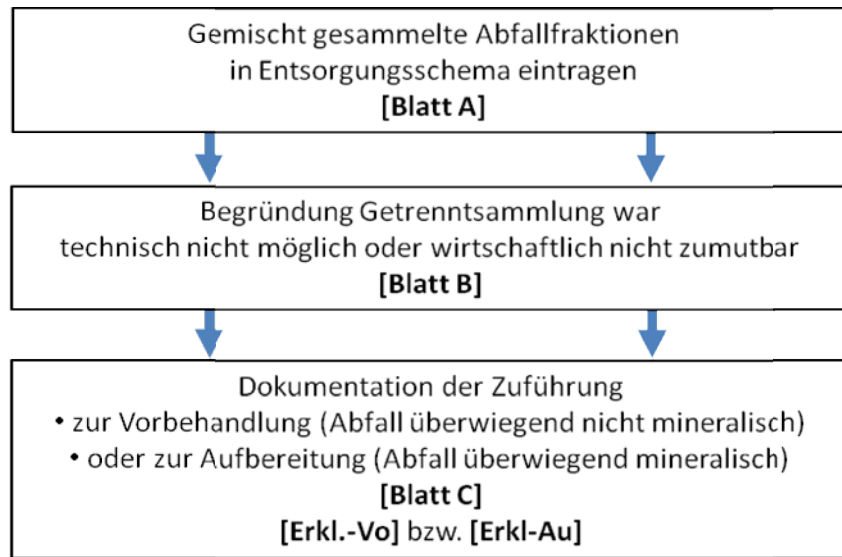 Gemischt gesammelte Abfallfraktionen
in Entsorgungsschema eintragen
[Blatt A]
Begründung Getrenntsammlung war
technisch nicht möglich oder wirtschaftlich nicht zumutbar
[Blatt B]
Dokumentation der Zuführung
• zur Vorbehandlung (Abfall überwiegend nicht mineralisch)
• oder zur Aufbereitung (Abfall überwiegend mineralisch)
[Blatt C]
[Erkl.-Vo] bzw. [Erkl-Au]